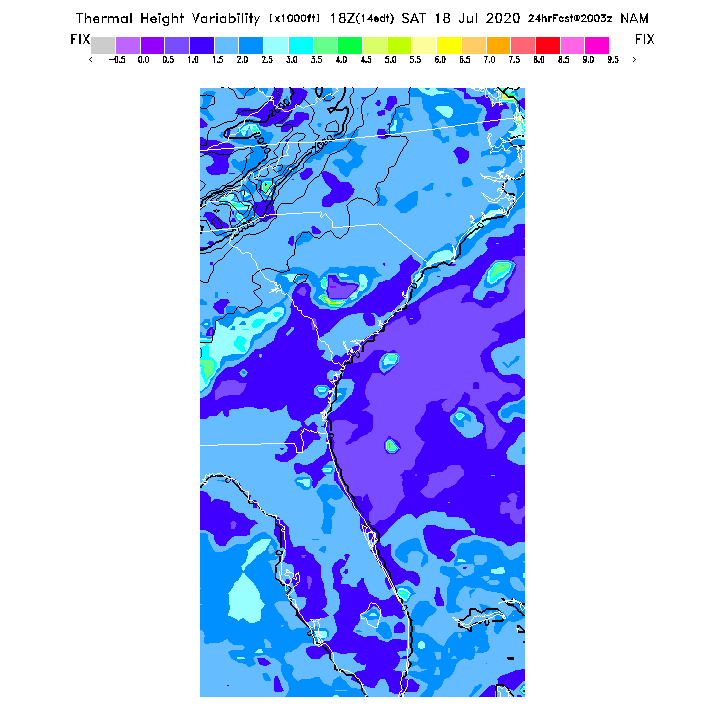 Thermal Height Variability [x1000ft] 18Z(14edt) SAT 18 Jul 2020 24hrFcst@2003z NAM
FIX FIX
< -0.5 0.0 0.5 1.0 1.5 2.0 2.5 3.0 3.5 4.0 4.5 5.0 5.5 6.0 6.5 7.0 7.5 8.0 8.5 9.0 9.5 >